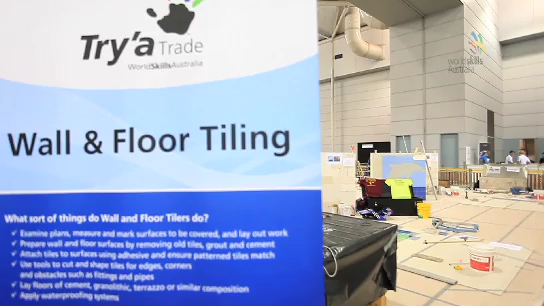 Try'a Trade
WorldSkillsAustralia
Wall & Floor Tiling
What sort of things do Wall and Floor Tilers do?
✓ Examine plans, measure and mark surfaces to be covered, and lay out work
✓ Prepare wall and floor surfaces by removing old tiles, grout and cement
✓ Attach tiles to surfaces using adhesive and ensure patterned tiles match
✓ Use tools to cut and shape tiles for edges, corners
and obstacles such as fittings and pipes
✓ Lay floors of cement, granolithic, terrazzo or similar composition
✓ Apply waterproofing systems
worldskills
Australia